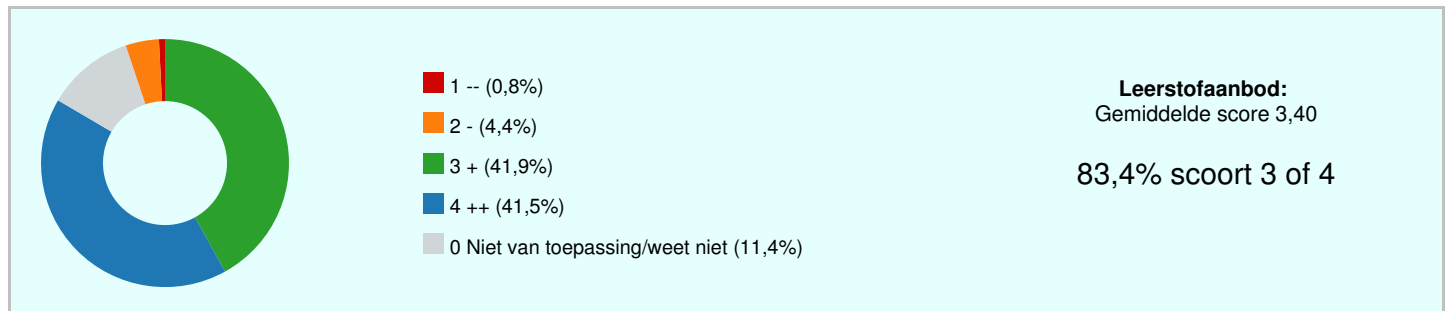 1 -- (0,8%)
2 - (4,4%)
3 + (41,9%)
4 ++ (41,5%)
0 Niet van toepassing/weet niet (11,4%)
Leerstofaanbod:
Gemiddelde score 3,40
83,4% scoort 3 of 4